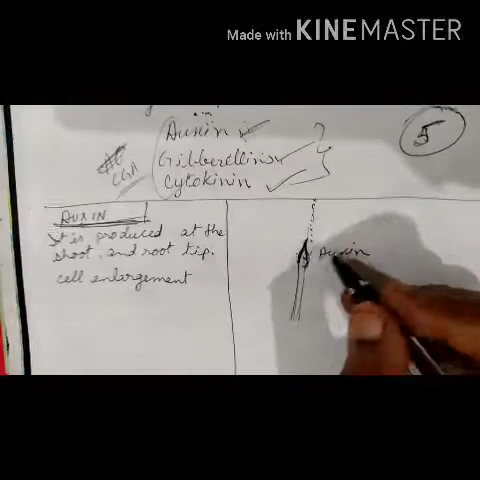 Made with KINEMASTER
Auxin
Gibberellins
Cytokinin
5
CGA
AUXIN
It is produced at the
shoot and root tip.
cell enlargement
Auxin